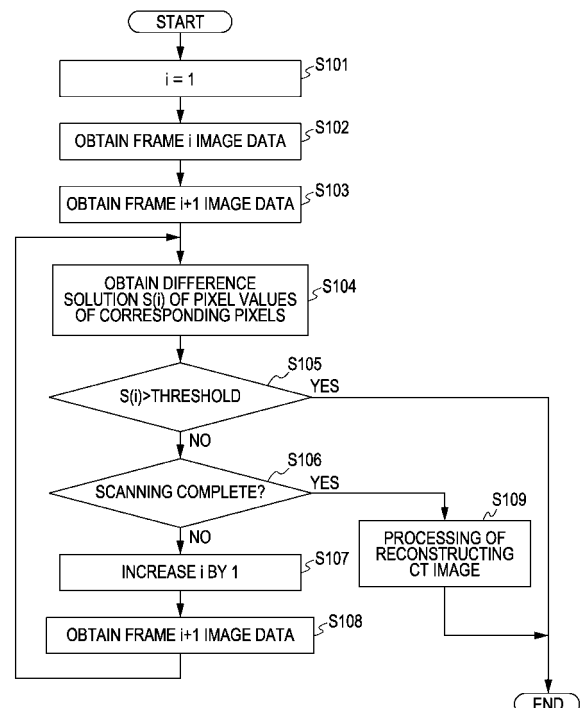 START
S101
i = 1
S102
OBTAIN FRAME i IMAGE DATA
S103
OBTAIN FRAME i+1 IMAGE DATA
S104
OBTAIN DIFFERENCE
SOLUTION S(i) OF PIXEL VALUES
OF CORRESPONDING PIXELS
S105
S(i)>THRESHOLD
YES
NO
S106
SCANNING COMPLETE?
YES
NO
S109
PROCESSING OF
RECONSTRUCTING
CT IMAGE
S107
INCREASE i BY 1
S108
OBTAIN FRAME i+1 IMAGE DATA
END